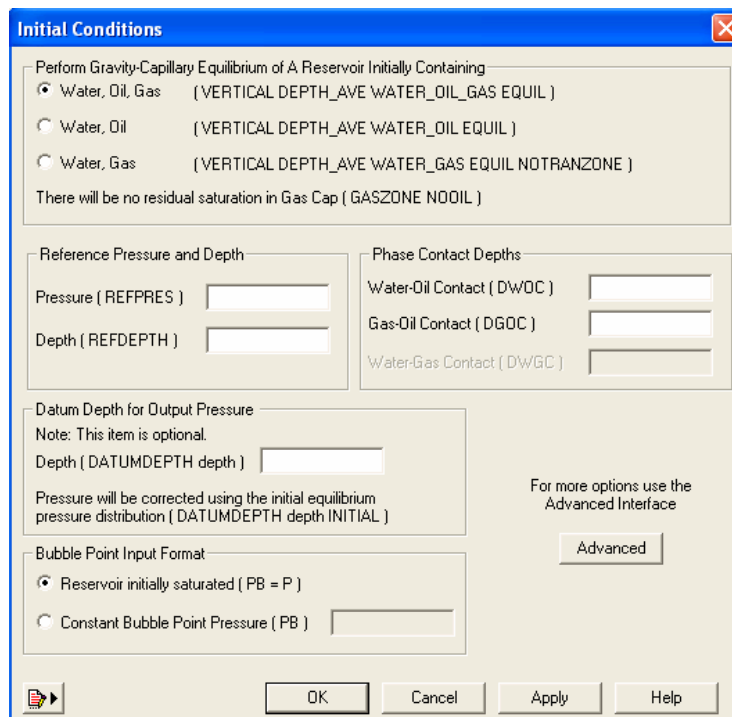 Initial Conditions
Perform Gravity-Capillary Equilibrium of A Reservoir Initially Containing
Water, Oil, Gas ( VERTICAL DEPTH_AVE WATER_OIL_GAS EQUIL )
Water, Oil ( VERTICAL DEPTH_AVE WATER_OIL EQUIL )
Water, Gas ( VERTICAL DEPTH_AVE WATER_GAS EQUIL NOTRANZONE )
There will be no residual saturation in Gas Cap ( GASZONE NOOIL )
Reference Pressure and Depth
Pressure ( REFPRES )
Depth ( REFDEPTH )
Phase Contact Depths
Water-Oil Contact ( DWOC )
Gas-Oil Contact ( DGOC )
Water-Gas Contact ( DWGC )
Datum Depth for Output Pressure
Note: This item is optional.
Depth ( DATUMDEPTH depth )
Pressure will be corrected using the initial equilibrium
pressure distribution ( DATUMDEPTH depth INITIAL )
For more options use the
Advanced Interface
Advanced
Bubble Point Input Format
Reservoir initially saturated ( PB = P )
Constant Bubble Point Pressure ( PB )
OK Cancel Apply Help